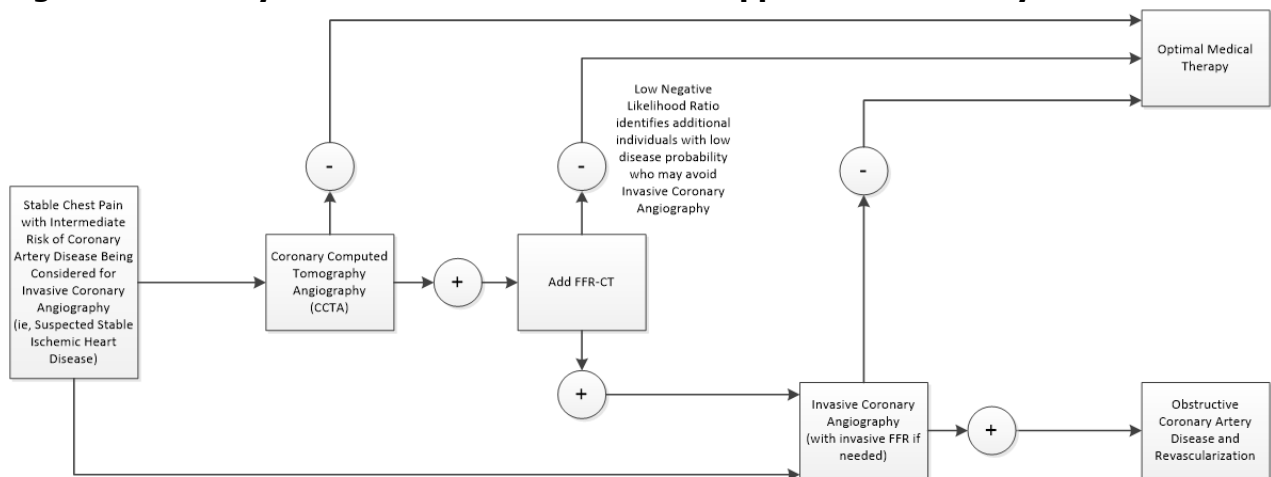 Optimal Medical
Therapy
Low Negative
Likelihood Ratio
identifies additional
individuals with low
disease probability
who may avoid
Invasive Coronary
Angiography
-
-
-
Stable Chest Pain
with Intermediate
Risk of Coronary
Artery Disease Being
Considered for
Invasive Coronary
Angiography
(ie, Suspected Stable
Ischemic Heart
Disease)
Coronary Computed
Tomography
Angiography
(CCTA)
+
Add FFR-CT
+
Invasive Coronary
Angiography
(with invasive FFR if
needed)
+
Obstructive
Coronary Artery
Disease and
Revascularization